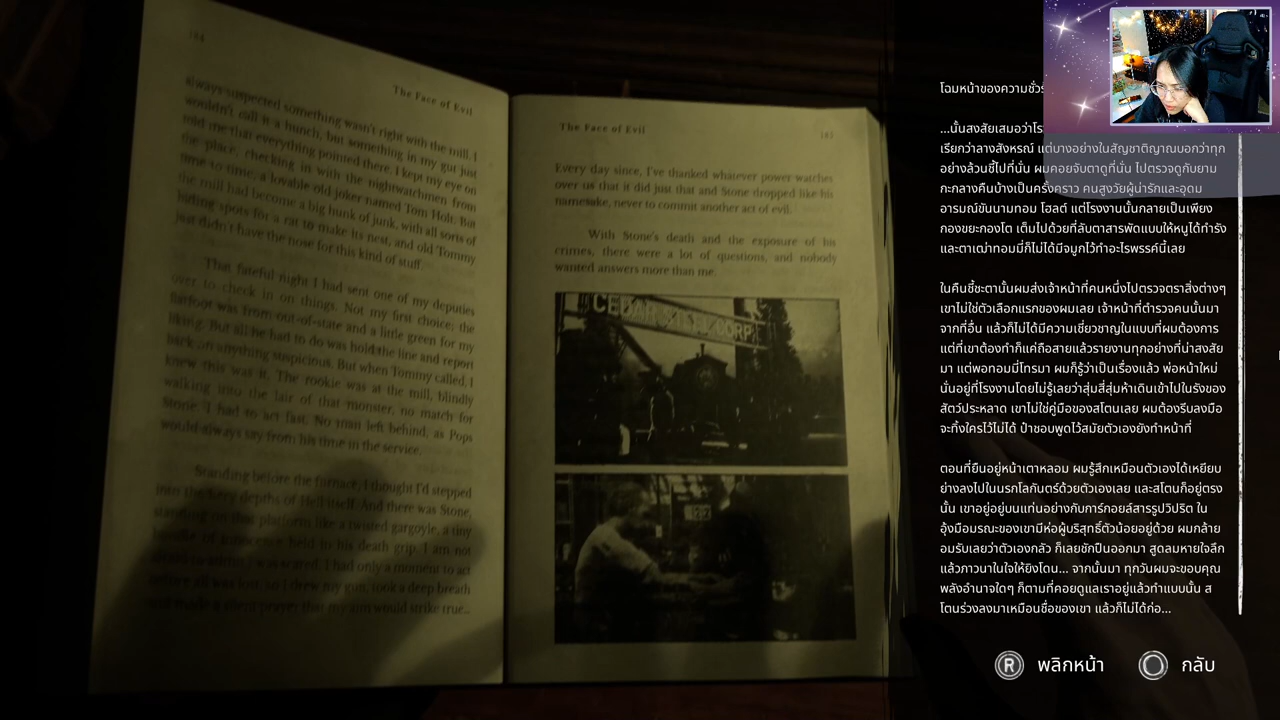 184
The Face of Evil
always suspected something wasn't right with the mill. I
wouldn't call it a hunch, but something in my gut just
told me that everything pointed there. I kept my eye on
the place, checking in with the nightwatchmen from
time to time, a lovable old joker named Tom Holt. But
the mill had become a big hunk of junk, with all sorts of
hiding spots for a cat to make its nest, and old Tommy
just didn't have the nose for this kind of stuff.
That fateful night I had sent one of my deputies
over to check in on things. Not my first choice; the
flatfoot was from out-of-state and a little green for my
liking. But all he had to do was hold the line and report
back on anything suspicious. But when Tommy called, I
knew this was it. The rookie was at the mill, blindly
walking into the lair of that monster, no match for
Stone. I had to act fast. No man left behind, as Pops
would always say from his time in the service.
Standing before the furnace, I thought I'd stepped
into the fiery depths of Hell itself. And there was Stone,
standing on that platform like a twisted gargoyle, a tiny
bundle of innocence held in his death grip. I am not
afraid to admit I was scared. I had only a moment to act
before all was lost, so I drew my gun, took a deep breath
and made a silent prayer that my aim would strike true...
The Face of Evil
185
Every day since, I've thanked whatever power watches
over us that it did just that and Stone dropped like his
namesake, never to commit another act of evil.
With Stone's death and the exposure of his
crimes, there were a lot of questions, and nobody
wanted answers more than me.
CEDAR STEEL CORP.
โฉมหน้าของความชั่ว
...นั้นสงสัยเสมอว่าโร
เรียกว่าลางสังหรณ์ แต่บางอย่างในสัญชาติญาณบอกว่าทุก
อย่างล้วนชี้ไปที่นั่น ผมคอยจับตาดูที่นั่น ไปตรวจดูกับยาม
กะกลางคืนบ้างเป็นครั้งคราว คนสูงวัยผู้น่ารักและอุดม
อารมณ์ขันนามทอม โฮลต์ แต่โรงงานนั้นกลายเป็นเพียง
กองขยะกองโต เต็มไปด้วยที่ลับตาสารพัดแบบให้หนูได้ทำรัง
และตาเฒ่าทอมมี่ก็ไม่ได้มีจมูกไว้ทำอะไรพรรค์นี้เลย
ในคืนชี้ชะตานั้นผมส่งเจ้าหน้าที่คนหนึ่งไปตรวจตราสิ่งต่างๆ
เขาไม่ใช่ตัวเลือกแรกของผมเลย เจ้าหน้าที่ตำรวจคนนั้นมา
จากที่อื่น แล้วก็ไม่ได้มีความเชี่ยวชาญในแบบที่ผมต้องการ
แต่ที่เขาต้องทำก็แค่ถือสายแล้วรายงานทุกอย่างที่น่าสงสัย
มา แต่พอทอมมี่โทรมา ผมก็รู้ว่าเป็นเรื่องแล้ว พ่อหน้าใหม่
นั่นอยู่ที่โรงงานโดยไม่รู้เลยว่าสุ่มสี่สุ่มห้าเดินเข้าไปในรังของ
สัตว์ประหลาด เขาไม่ใช่คู่มือของสโตนเลย ผมต้องรีบลงมือ
จะทิ้งใครไว้ไม่ได้ ป๋าชอบพูดไว้สมัยตัวเองยังทำหน้าที่
ตอนที่ยืนอยู่หน้าเตาหลอม ผมรู้สึกเหมือนตัวเองได้เหยียบ
ย่างลงไปในนรกโลกันตร์ด้วยตัวเองเลย และสโตนก็อยู่ตรง
นั้น เขาอยู่อยู่บนแท่นอย่างกับการ์กอยล์สารรูปวิปริต ใน
อุ้งมือมรณะของเขามีห่อผู้บริสุทธิ์ตัวน้อยอยู่ด้วย ผมกล้าย
อมรับเลยว่าตัวเองกลัว ก็เลยชักปืนออกมา สูดลมหายใจลึก
แล้วภาวนาในใจให้ยิงโดน... จากนั้นมา ทุกวันผมจะขอบคุณ
พลังอำนาจใดๆ ก็ตามที่คอยดูแลเราอยู่แล้วทำแบบนั้น ส
โตนร่วงลงมาเหมือนชื่อของเขา แล้วก็ไม่ได้ก่อ...
R พลิกหน้า
กลับ